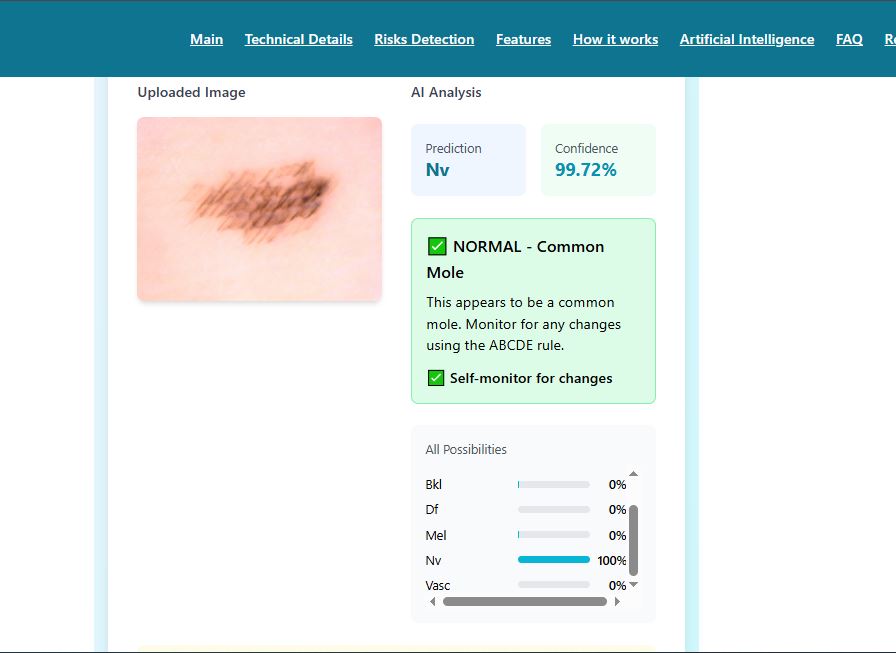 Main Technical Details Risks Detection Features How it works Artificial Intelligence FAQ
Uploaded Image
AI Analysis
Prediction
Nv
Confidence
99.72%
✅ NORMAL - Common
Mole
This appears to be a common
mole. Monitor for any changes
using the ABCDE rule.
✅ Self-monitor for changes
All Possibilities
Bkl 0%
Df 0%
Mel 0%
Nv 100%
Vasc 0%